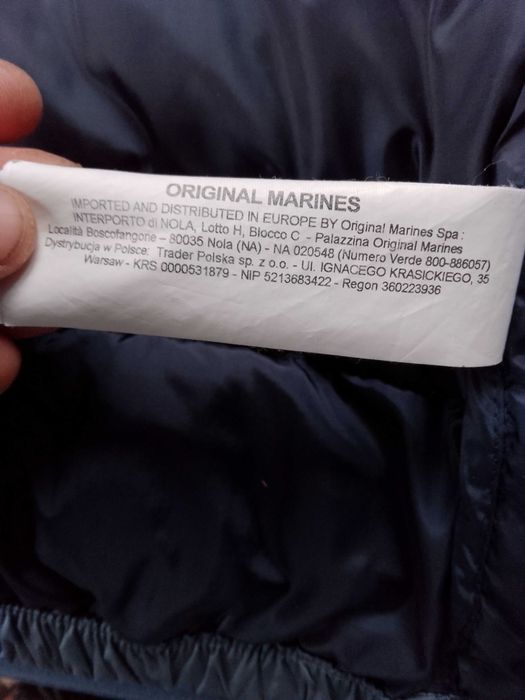 ORIGINAL MARINES
IMPORTED AND DISTRIBUTED IN EUROPE BY Original Marines Spa :
INTERPORTO di NOLA, Lotto H, Blocco C - Palazzina Original Marines
Località Boscofangone – 80035 Nola (NA) - NA 020548 (Numero Verde 800-886057)
Dystrybucja w Polsce: Trader Polska sp. z o.o. - Ul. IGNACEGO KRASICKIEGO, 35
Warsaw - KRS 0000531879 - NIP 5213683422 - Regon 360223936